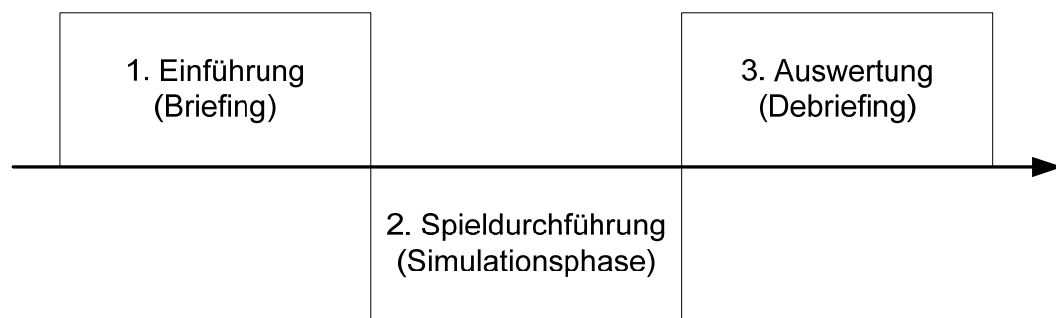 1. Einführung
(Briefing)
2. Spieldurchführung
(Simulationsphase)
3. Auswertung
(Debriefing)